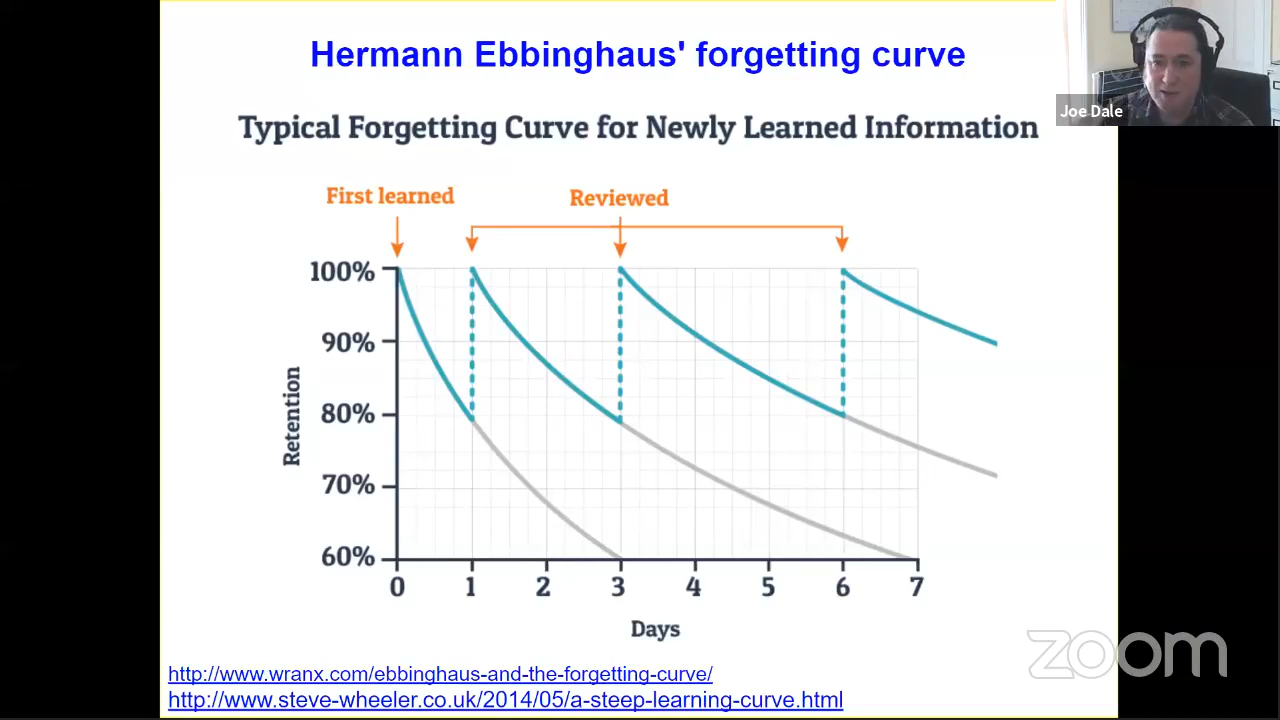 Hermann Ebbinghaus' forgetting curve
Joe Dale
Typical Forgetting Curve for Newly Learned Information
First learned
Reviewed
100%
90%
80%
70%
60%
Retention
0 1 2 3 4 5 6 7
Days
http://www.wranx.com/ebbinghaus-and-the-forgetting-curve/
http://www.steve-wheeler.co.uk/2014/05/a-steep-learning-curve.html
zoom